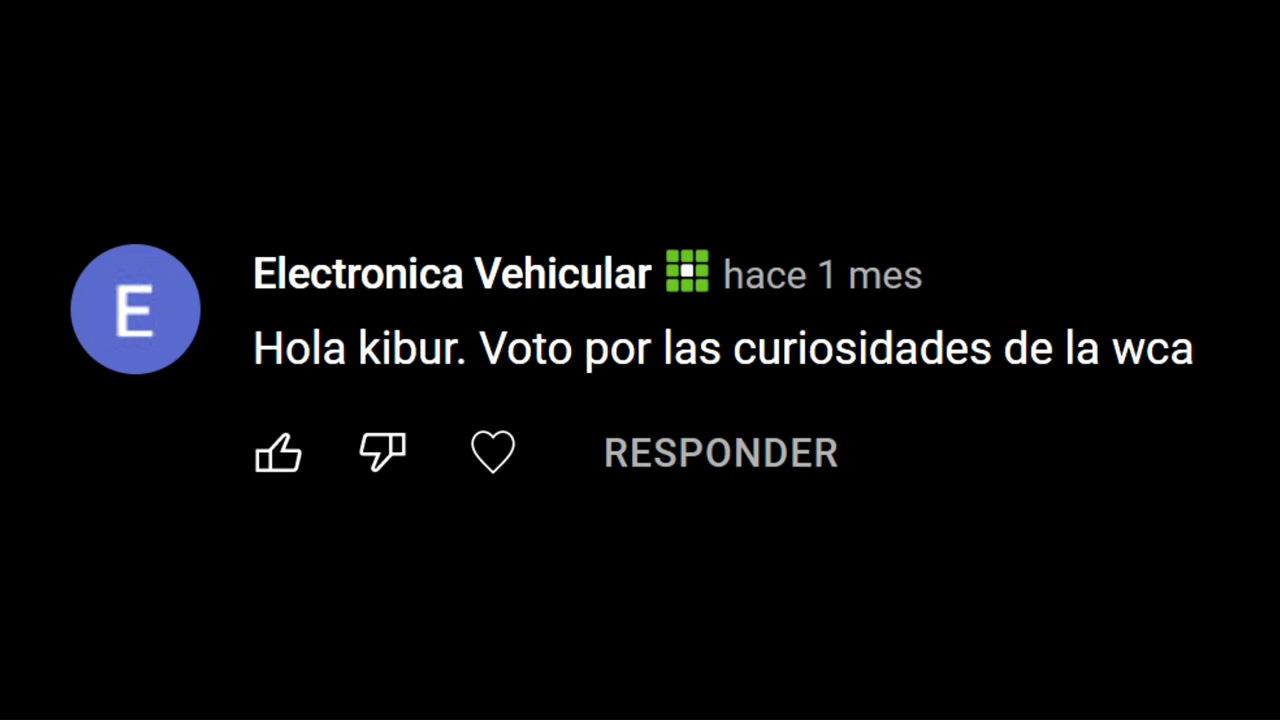 E
Electronica Vehicular hace 1 mes
Hola kibur. Voto por las curiosidades de la wca
RESPONDER